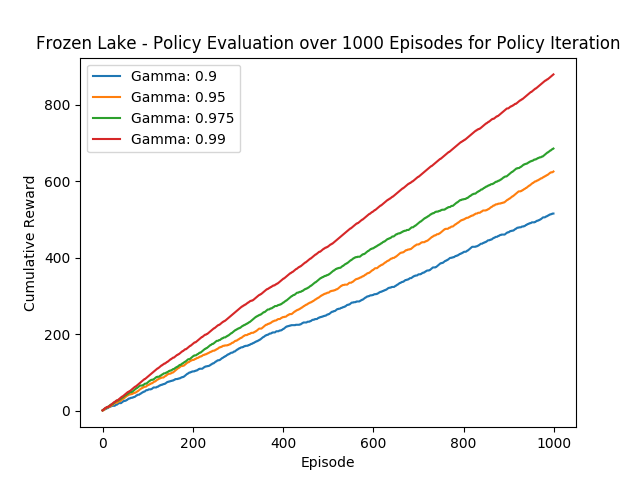 Frozen Lake - Policy Evaluation over 1000 Episodes for Policy Iteration
Gamma: 0.9
Gamma: 0.95
Gamma: 0.975
Gamma: 0.99
800
600
400
200
0
Cumulative Reward
0 200 400 600 800 1000
Episode